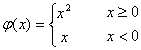 φ(x) = { x²  x ≥ 0
x  x < 0